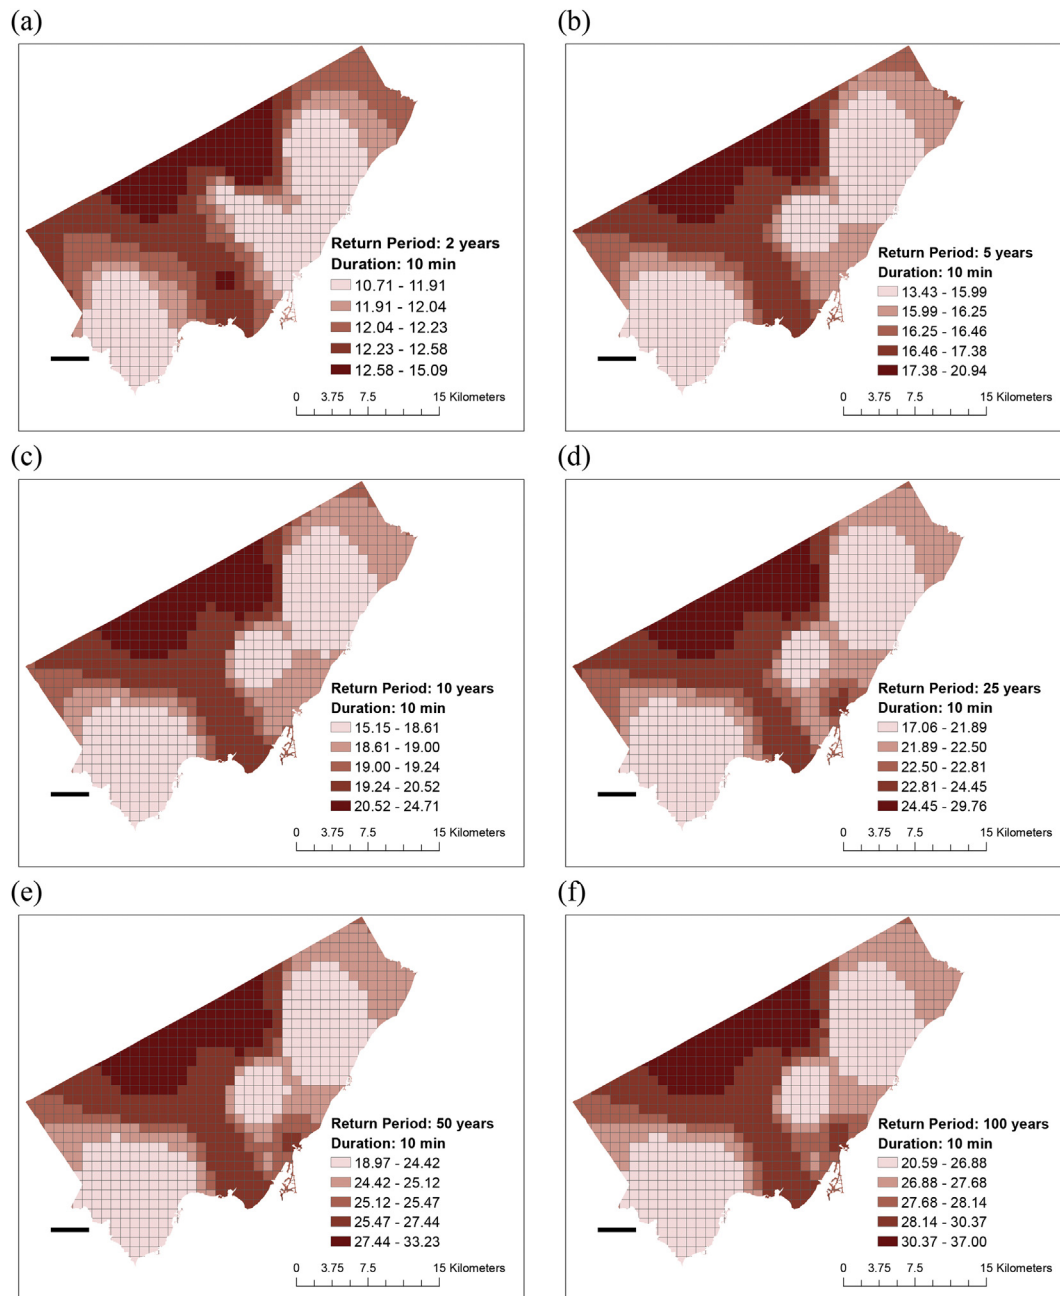 (a)
Return Period: 2 years
Duration: 10 min
10.71 - 11.91
11.91 - 12.04
12.04 - 12.23
12.23 - 12.58
12.58 - 15.09
0 3.75 7.5 15 Kilometers
(b)
Return Period: 5 years
Duration: 10 min
13.43 - 15.99
15.99 - 16.25
16.25 - 16.46
16.46 - 17.38
17.38 - 20.94
0 3.75 7.5 15 Kilometers
(c)
Return Period: 10 years
Duration: 10 min
15.15 - 18.61
18.61 - 19.00
19.00 - 19.24
19.24 - 20.52
20.52 - 24.71
0 3.75 7.5 15 Kilometers
(d)
Return Period: 25 years
Duration: 10 min
17.06 - 21.89
21.89 - 22.50
22.50 - 22.81
22.81 - 24.45
24.45 - 29.76
0 3.75 7.5 15 Kilometers
(e)
Return Period: 50 years
Duration: 10 min
18.97 - 24.42
24.42 - 25.12
25.12 - 25.47
25.47 - 27.44
27.44 - 33.23
0 3.75 7.5 15 Kilometers
(f)
Return Period: 100 years
Duration: 10 min
20.59 - 26.88
26.88 - 27.68
27.68 - 28.14
28.14 - 30.37
30.37 - 37.00
0 3.75 7.5 15 Kilometers